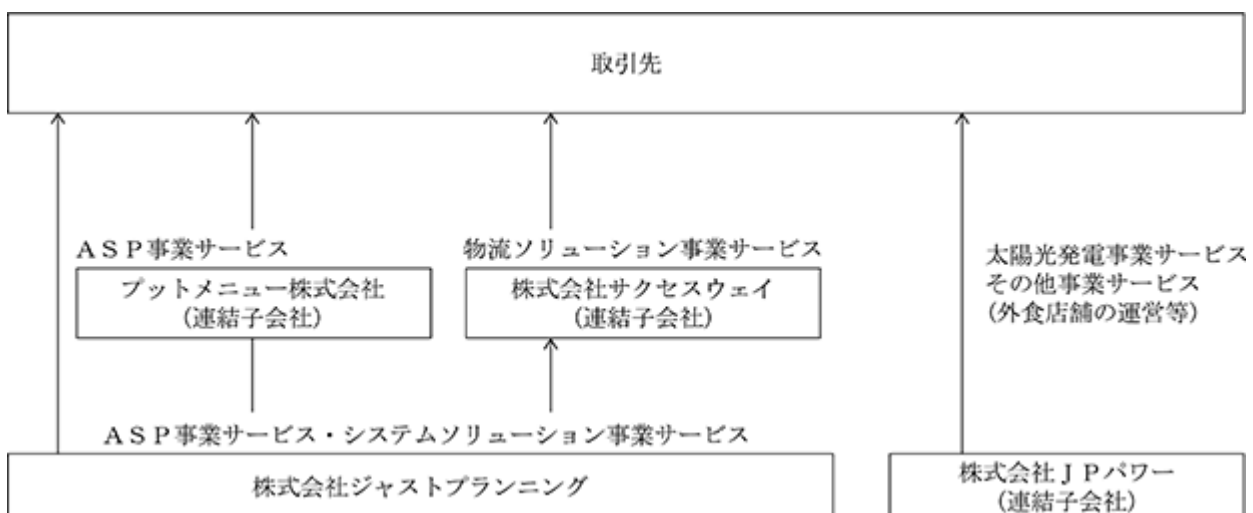 取引先
ASP事業サービス
プットメニュー株式会社
(連結子会社)
物流ソリューション事業サービス
株式会社サクセスウェイ
(連結子会社)
太陽光発電事業サービス
その他事業サービス
(外食店舗の運営等)
ASP事業サービス・システムソリューション事業サービス
株式会社ジャストプランニング
株式会社JPパワー
(連結子会社)